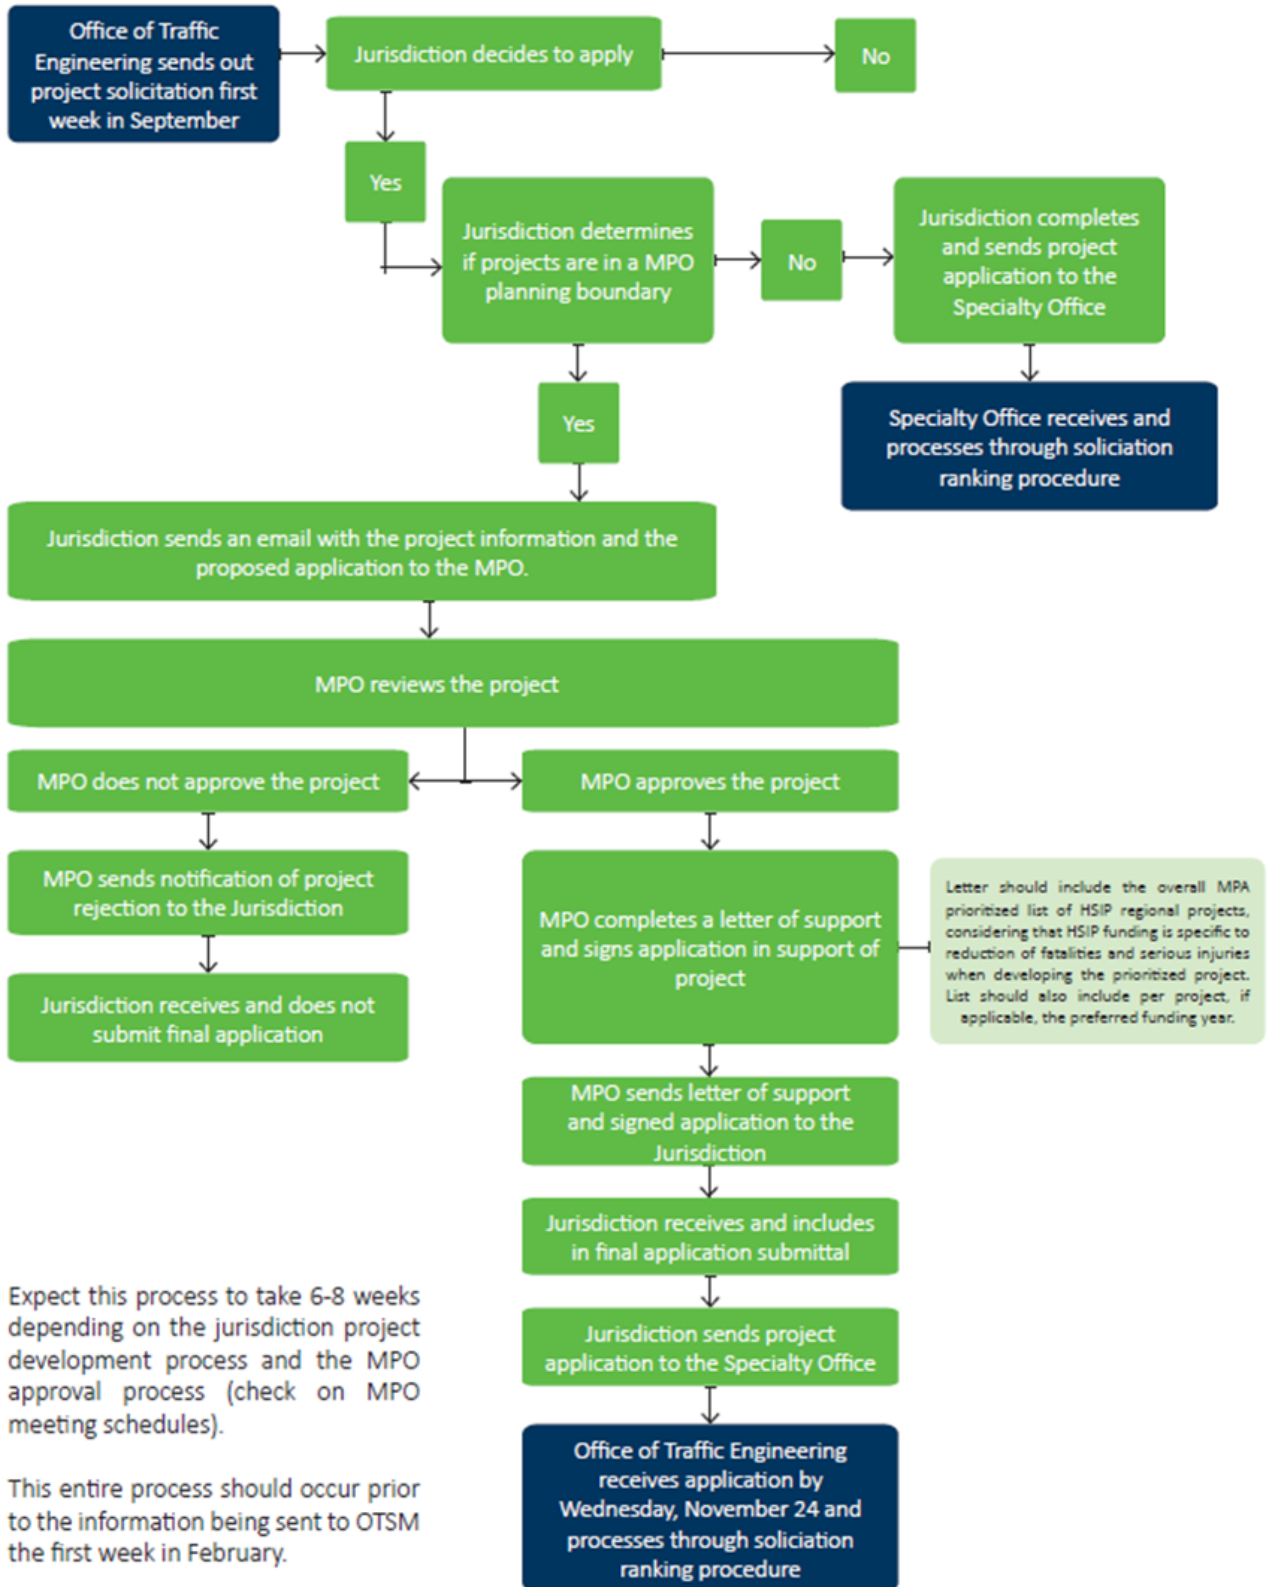 Office of Traffic
Engineering sends out
project solicitation first
week in September
Jurisdiction decides to apply
No
Yes
Jurisdiction determines
if projects are in a MPO
planning boundary
No
Jurisdiction completes
and sends project
application to the
Specialty Office
Specialty Office receives and
processes through soliciation
ranking procedure
Yes
Jurisdiction sends an email with the project information and the
proposed application to the MPO.
MPO reviews the project
MPO does not approve the project
MPO approves the project
MPO sends notification of project
rejection to the Jurisdiction
Jurisdiction receives and does not
submit final application
MPO completes a letter of support
and signs application in support of
project
Letter should include the overall MPA
prioritized list of HSIP regional projects,
considering that HSIP funding is specific to
reduction of fatalities and serious injuries
when developing the prioritized project.
List should also include per project, if
applicable, the preferred funding year.
MPO sends letter of support
and signed application to the
Jurisdiction
Jurisdiction receives and includes
in final application submittal
Jurisdiction sends project
application to the Specialty Office
Office of Traffic Engineering
receives application by
Wednesday, November 24 and
processes through soliciation
ranking procedure
Expect this process to take 6-8 weeks
depending on the jurisdiction project
development process and the MPO
approval process (check on MPO
meeting schedules).
This entire process should occur prior
to the information being sent to OTSM
the first week in February.